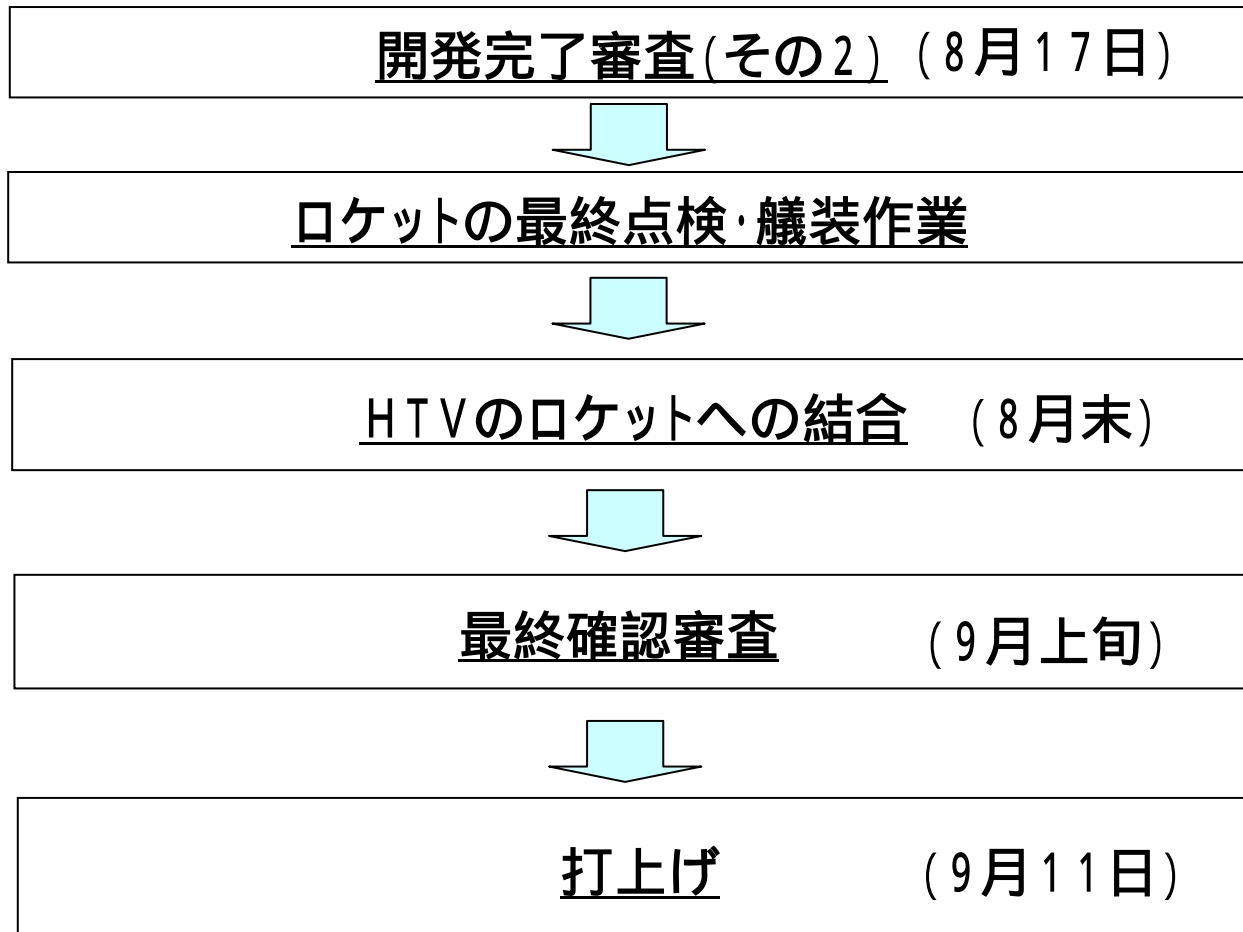 開発完了審査(その2) (8月17日)
ロケットの最終点検・艤装作業
HTVのロケットへの結合 (8月末)
最終確認審査 (9月上旬)
打上げ (9月11日)